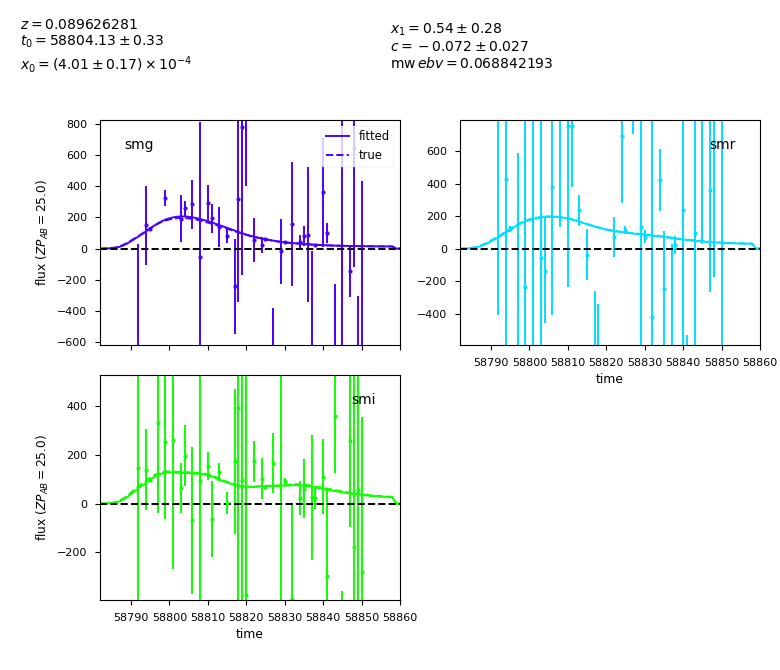 z = 0.089626281
t₀ = 58804.13 ± 0.33
x₀ = (4.01 ± 0.17) × 10⁻⁴
x₁ = 0.54 ± 0.28
c = −0.072 ± 0.027
mw ebv = 0.068842193
smg
fitted
true
800
600
400
200
0
−200
−400
−600
flux (ZP_AB = 25.0)
smr
600
400
200
0
−200
−400
58790 58800 58810 58820 58830 58840 58850 58860
time
smi
400
200
0
−200
flux (ZP_AB = 25.0)
58790 58800 58810 58820 58830 58840 58850 58860
time